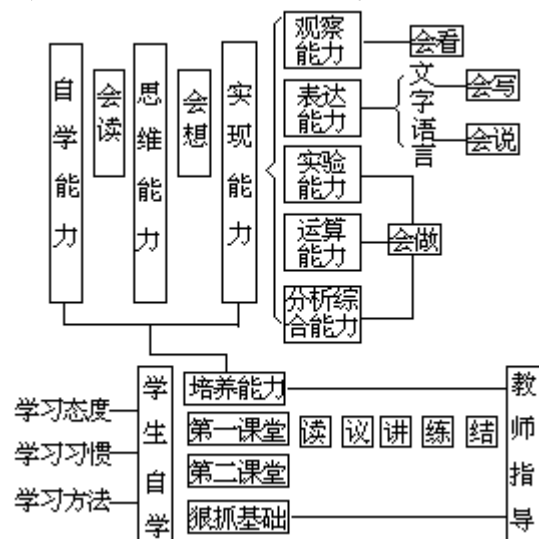 自学能力
会读
思维能力
会想
实现能力
观察能力
会看
表达能力
文字
语言
会写
会说
实验能力
运算能力
会做
分析综合能力
学习态度
学习习惯
学习方法
学生自学
培养能力
第一课堂
读 议 讲 练 结
第二课堂
狠抓基础
教师指导